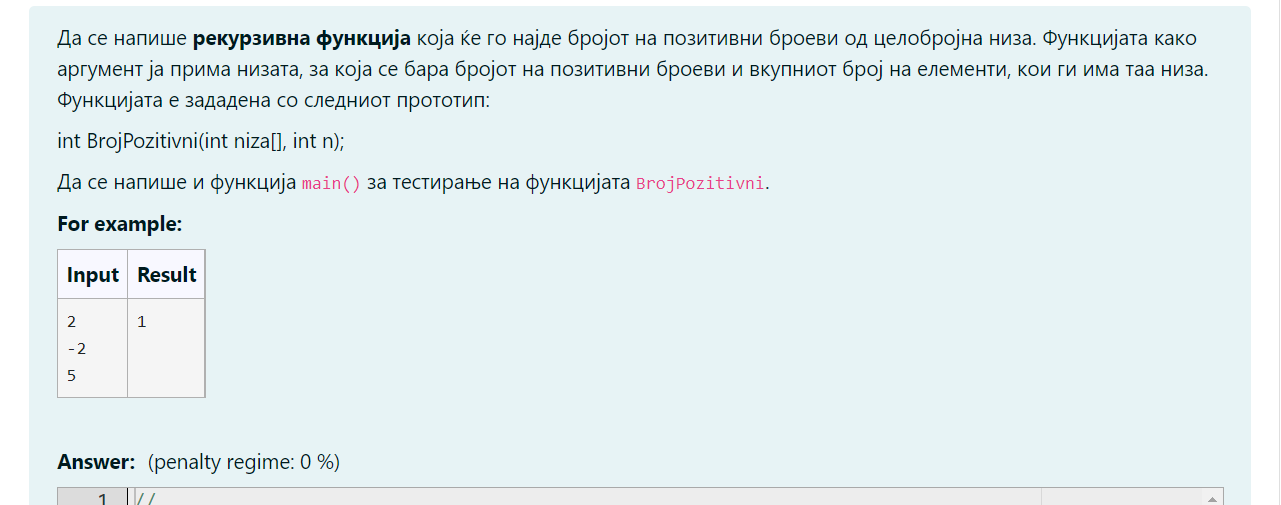 Да се напише рекурзивна функција која ќе го најде бројот на позитивни броеви од целобројна низа. Функцијата како
аргумент ја прима низата, за која се бара бројот на позитивни броеви и вкупниот број на елементи, кои ги има таа низа.
Функцијата е зададена со следниот прототип:
int BrojPozitivni(int niza[], int n);
Да се напише и функција main() за тестирање на функцијата BrojPozitivni.
For example:
Input Result
2 1
-2
5
Answer: (penalty regime: 0 %)
1 //